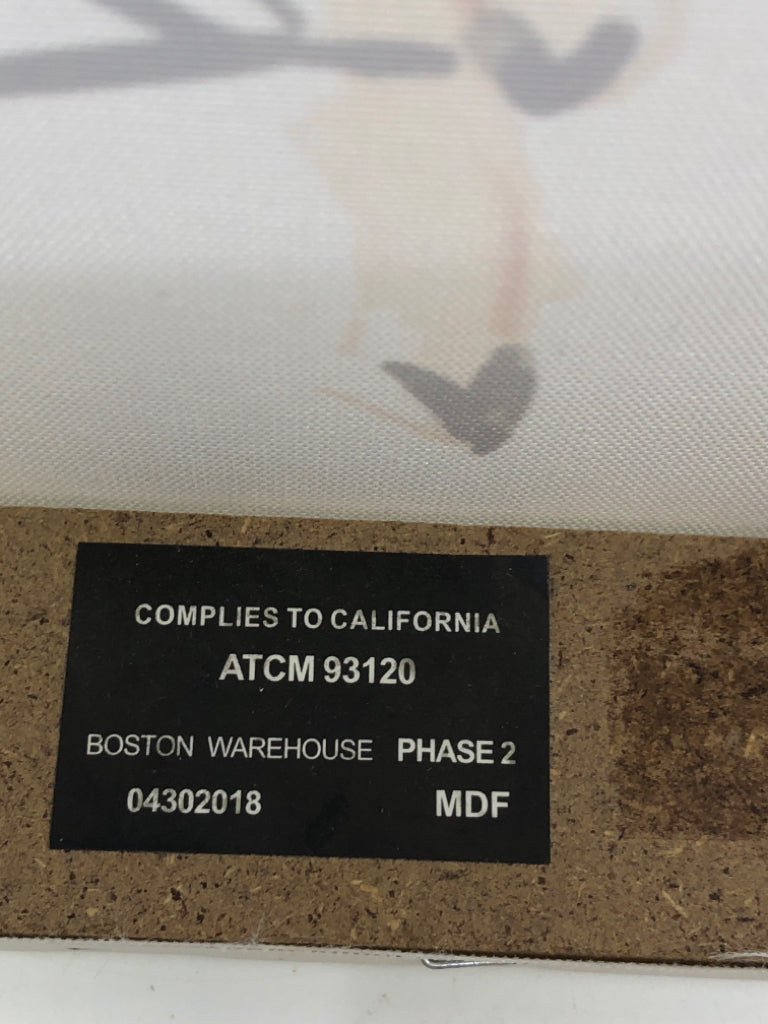 COMPLIES TO CALIFORNIA
ATCM 93120
BOSTON WAREHOUSE PHASE 2
04302018 MDF